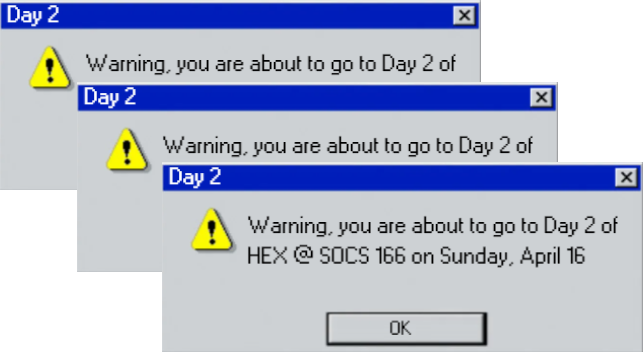 Day 2
Warning, you are about to go to Day 2 of
Day 2
Warning, you are about to go to Day 2 of
Day 2
Warning, you are about to go to Day 2 of
HEX @ SOCS 166 on Sunday, April 16
OK